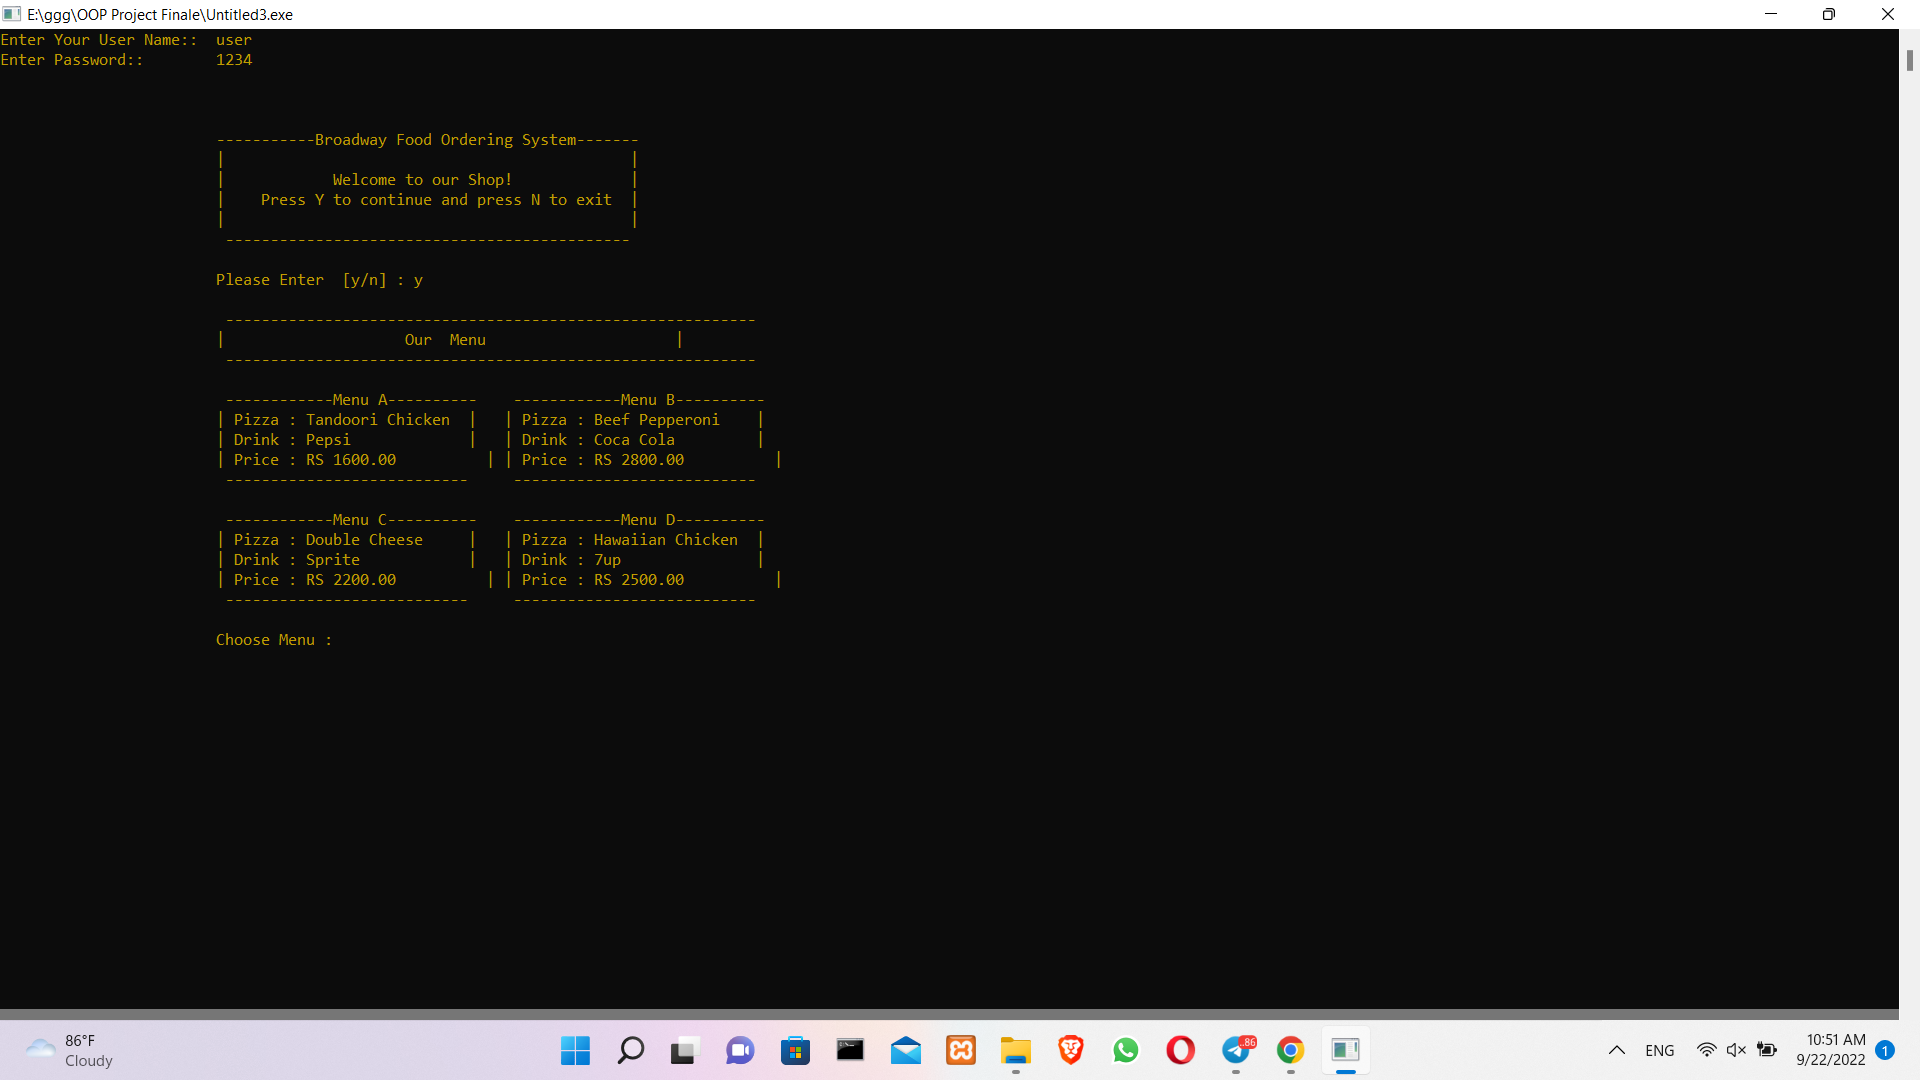 E:\ggg\OOP Project Finale\Untitled3.exe
Enter Your User Name::  user
Enter Password::        1234
-----------Broadway Food Ordering System-------
|                                             |
|            Welcome to our Shop!             |
|    Press Y to continue and press N to exit  |
|                                             |
 ---------------------------------------------
Please Enter  [y/n] : y
 -----------------------------------------------------------
|                    Our  Menu                     |
 -----------------------------------------------------------
 ------------Menu A----------    ------------Menu B----------
| Pizza : Tandoori Chicken  |   | Pizza : Beef Pepperoni    |
| Drink : Pepsi             |   | Drink : Coca Cola         |
| Price : RS 1600.00          | | Price : RS 2800.00          |
 ---------------------------     ---------------------------
 ------------Menu C----------    ------------Menu D----------
| Pizza : Double Cheese     |   | Pizza : Hawaiian Chicken  |
| Drink : Sprite            |   | Drink : 7up               |
| Price : RS 2200.00          | | Price : RS 2500.00          |
 ---------------------------     ---------------------------
Choose Menu :
86°F
Cloudy
..86
ENG
10:51 AM
9/22/2022
1